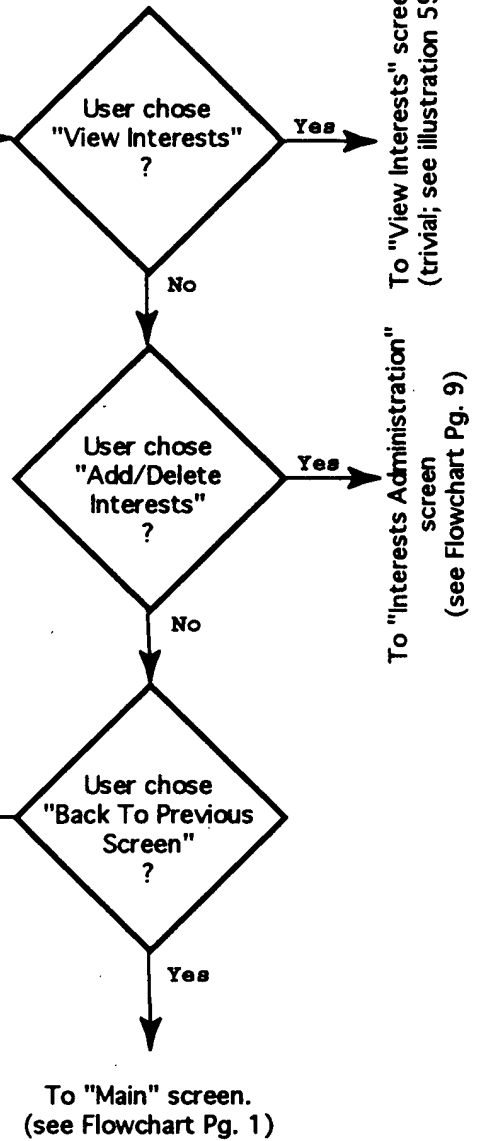 User chose
"View Interests"
?
Yes
To "View Interests"
(trivial; see illustration
No
User chose
"Add/Delete
Interests"
?
Yes
To "Interests Administration"
screen
(see Flowchart Pg. 9)
No
User chose
"Back To Previous
Screen"
?
Yes
To "Main" screen.
(see Flowchart Pg. 1)